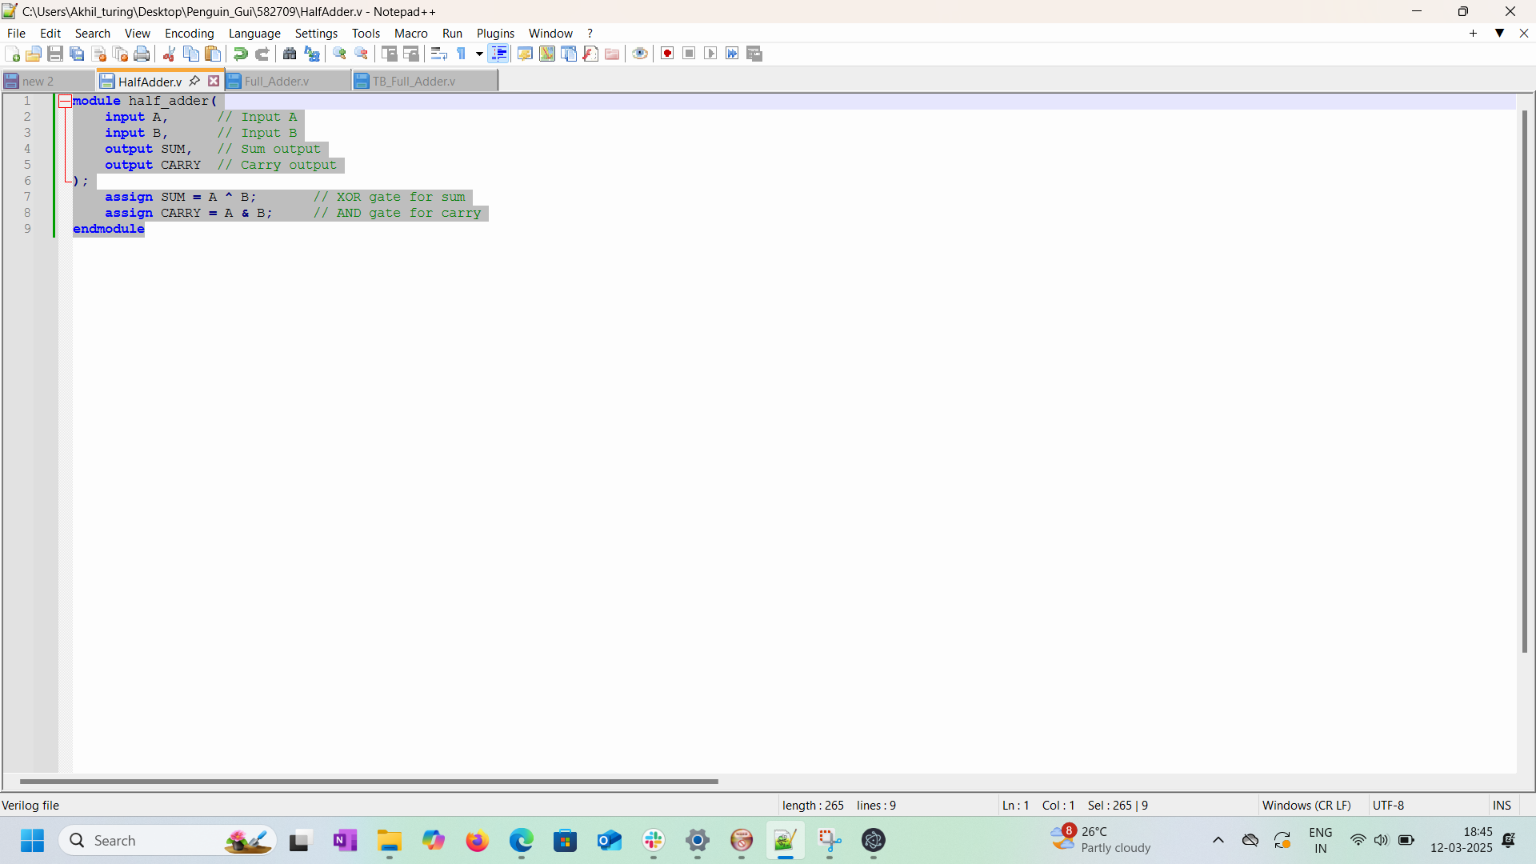 C:\Users\Akhil_turing\Desktop\Penguin_Gui\582709\HalfAdder.v - Notepad++
File Edit Search View Encoding Language Settings Tools Macro Run Plugins Window ?
new 2 HalfAdder.v Full_Adder.v TB_Full_Adder.v
1 module half_adder(
2 input A, // Input A
3 input B, // Input B
4 output SUM, // Sum output
5 output CARRY // Carry output
6 );
7 assign SUM = A ^ B; // XOR gate for sum
8 assign CARRY = A & B; // AND gate for carry
9 endmodule
Verilog file length : 265 lines : 9 Ln : 1 Col : 1 Sel : 265 | 9 Windows (CR LF) UTF-8 INS
Search 8 26°C ENG 18:45
Partly cloudy IN 12-03-2025